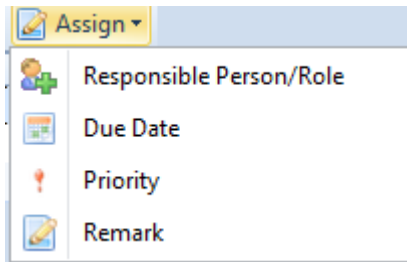 Assign
Responsible Person/Role
Due Date
Priority
Remark